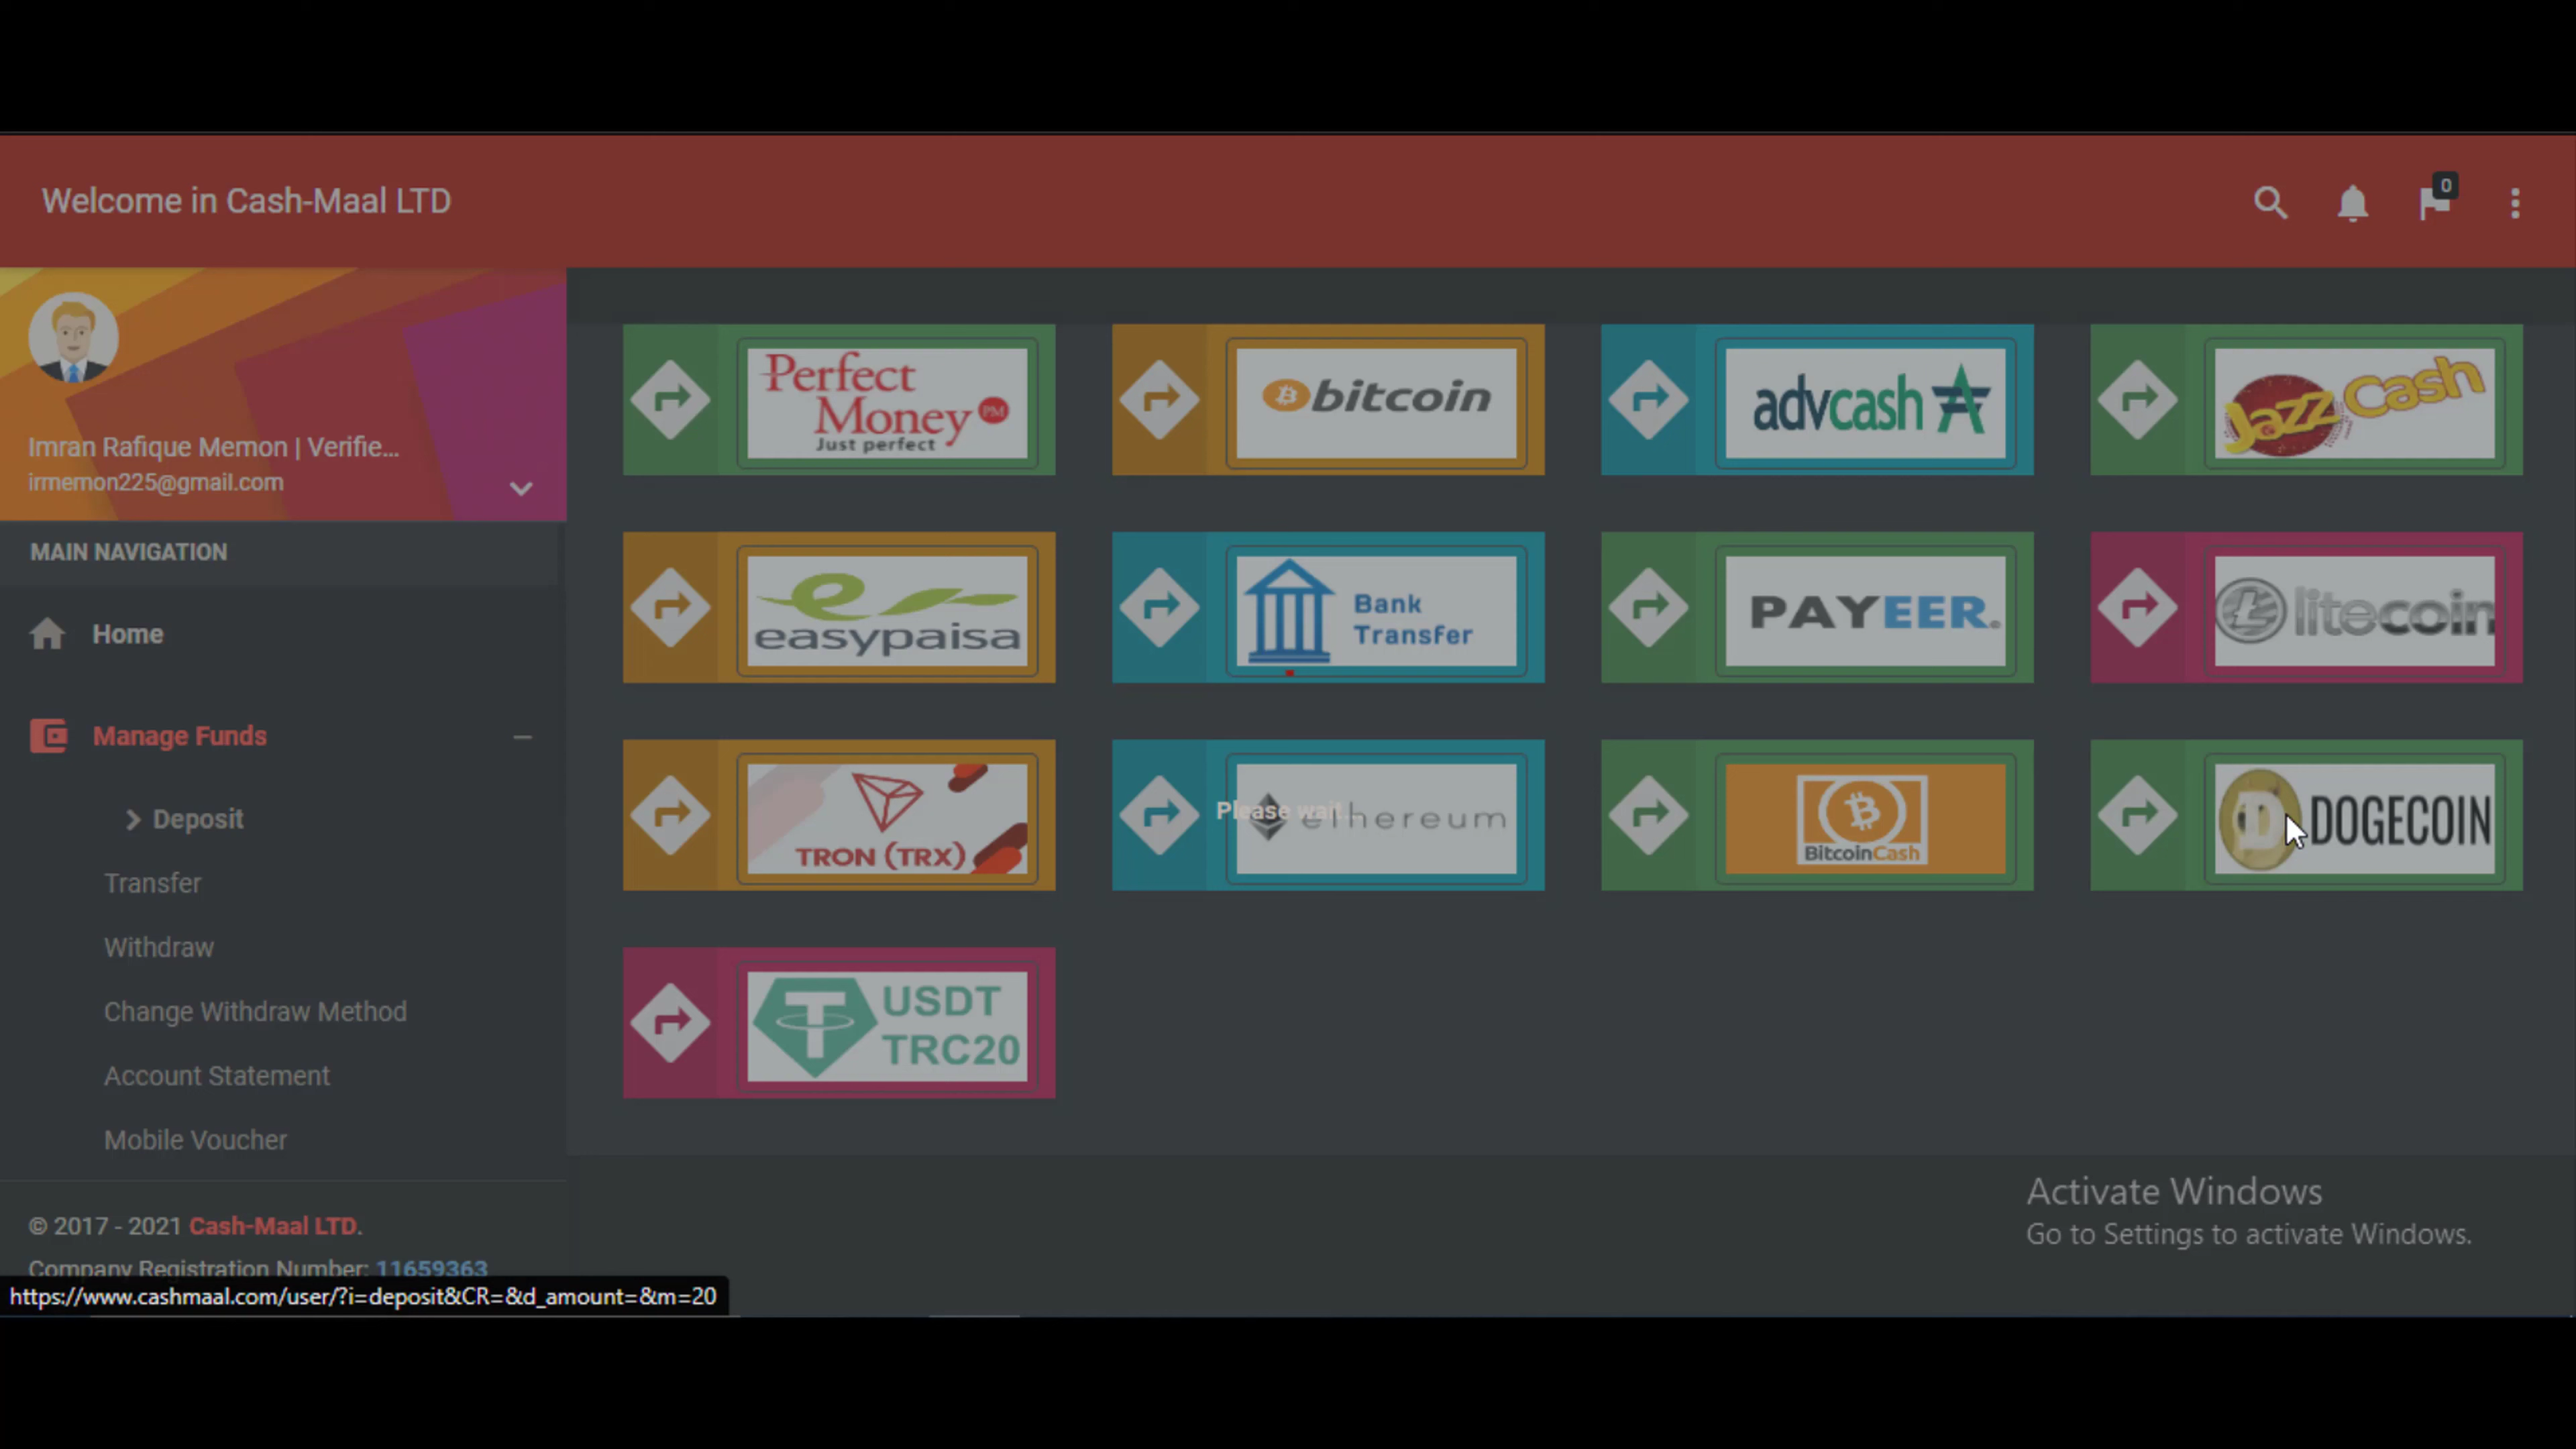 Welcome in Cash-Maal LTD
0
Imran Rafique Memon | Verifie...
irmemon225@gmail.com
MAIN NAVIGATION
Home
Manage Funds
Deposit
Transfer
Withdraw
Change Withdraw Method
Account Statement
Mobile Voucher
© 2017 - 2021 Cash-Maal LTD.
Company Registration Number: 11659363
https://www.cashmaal.com/user/?i=deposit&CR=&d_amount=&m=20
Perfect
Money PM
Just perfect
bitcoin
advcash
Jazz Cash
easypaisa
Bank
Transfer
PAYEER
litecoin
TRON (TRX)
Please wait...
ethereum
BitcoinCash
DOGECOIN
USDT
TRC20
Activate Windows
Go to Settings to activate Windows.